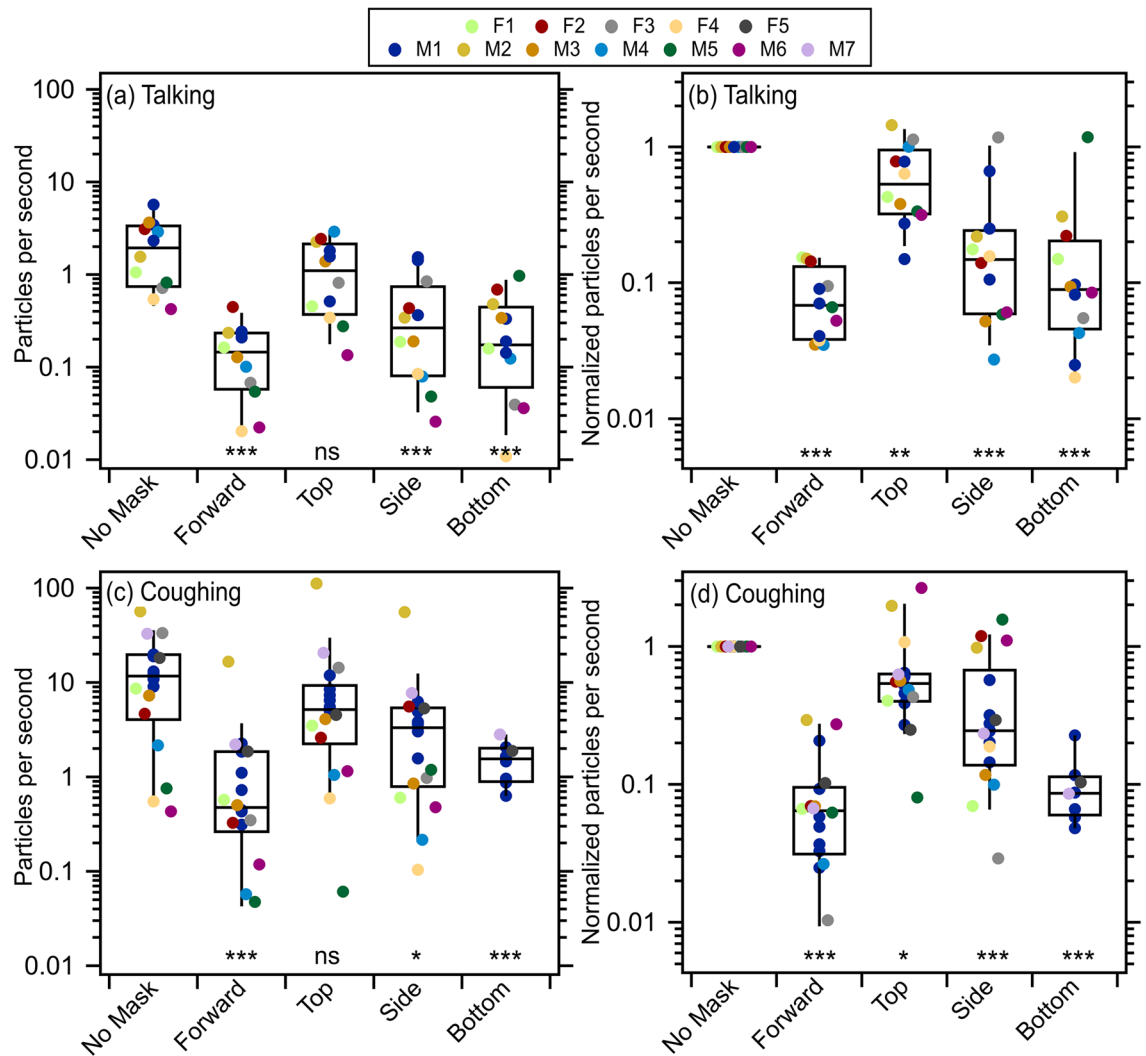 F1 F2 F3 F4 F5
M1 M2 M3 M4 M5 M6 M7
(a) Talking
Particles per second
100
10
1
0.1
0.01
*** ns *** ***
No Mask Forward Top Side Bottom
(b) Talking
Normalized particles per second
1
0.1
0.01
*** ** *** ***
No Mask Forward Top Side Bottom
(c) Coughing
Particles per second
100
10
1
0.1
0.01
*** ns * ***
No Mask Forward Top Side Bottom
(d) Coughing
Normalized particles per second
1
0.1
0.01
*** * *** ***
No Mask Forward Top Side Bottom